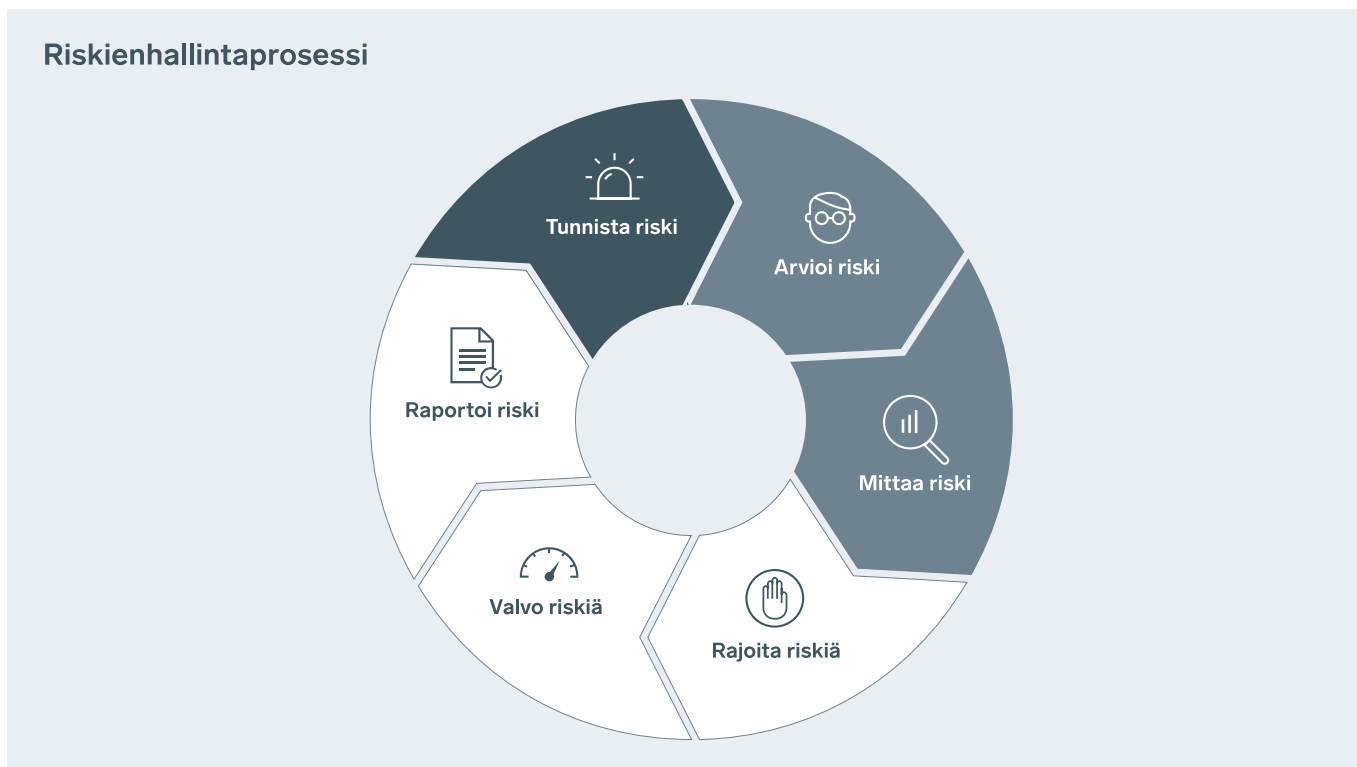 Riskienhallintaprosessi
Tunnista riski
Arvioi riski
Mittaa riski
Rajoita riskiä
Valvo riskiä
Raportoi riski